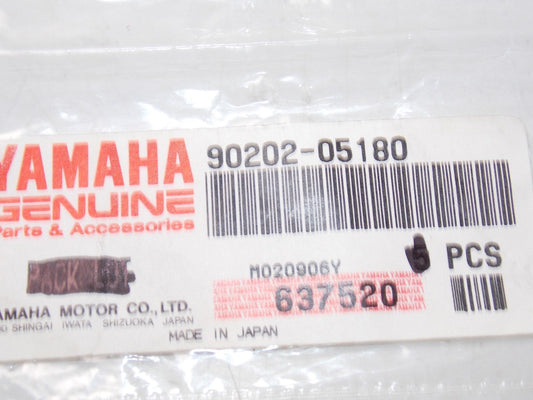 YAMAHA
GENUINE
Parts & Accessories
90202-05180
M020906Y
5 PCS
637520
YAMAHA MOTOR CO., LTD.
SHINGAI IWATA SHIZUOKA JAPAN
MADE IN JAPAN